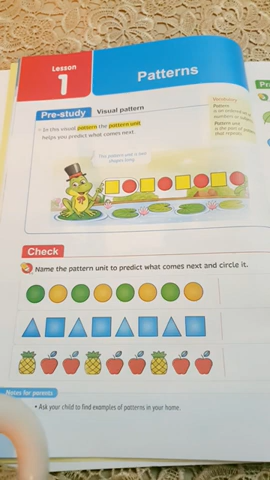 Lesson
1
Patterns
Pre-study Visual pattern
• In this visual pattern the pattern unit
helps you predict what comes next.
Vocabulary
Pattern
Pattern unit
This pattern unit is two
shapes long.
Check
Name the pattern unit to predict what comes next and circle it.
Notes for parents
• Ask your child to find examples of patterns in your home.